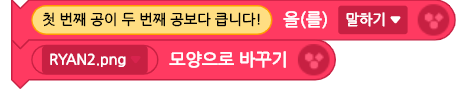 첫 번째 공이 두 번째 공보다 큽니다! 올(를) 말하기
RYAN2.png 모양으로 바꾸기